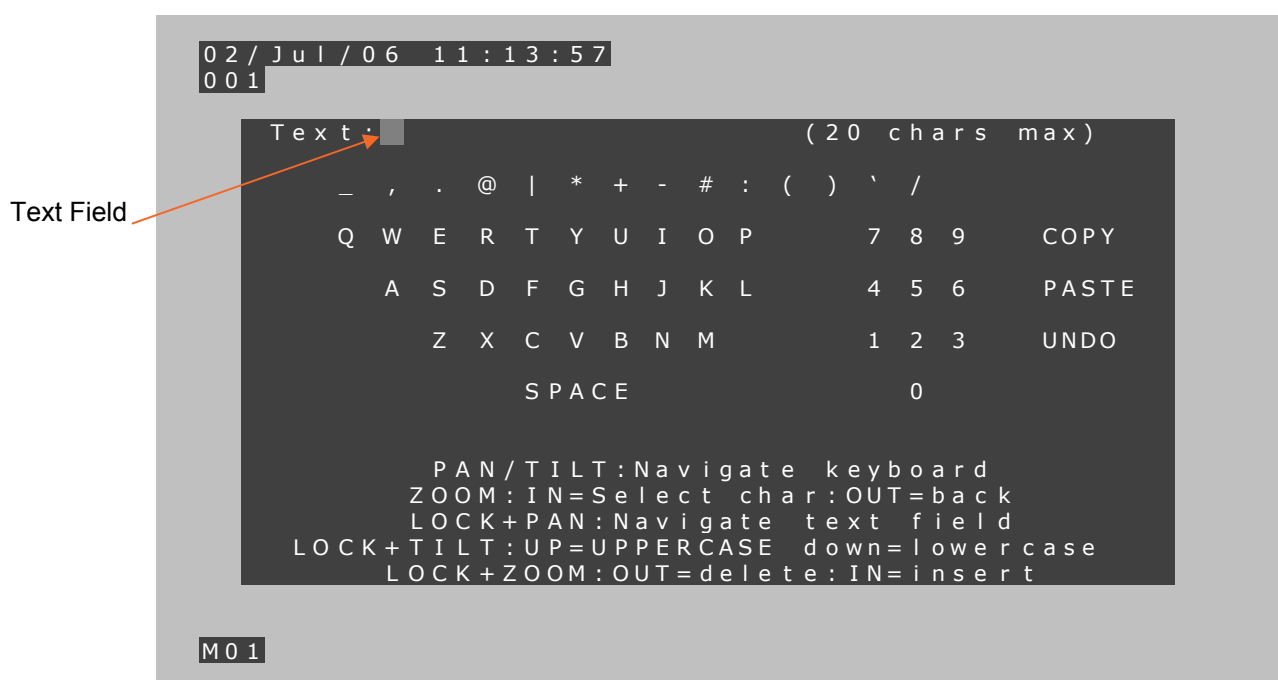 02/Jul/06 11:13:57
001
Text: (20 chars max)
_ , . @ | * + - # : ( ) ` /
Text Field
Q W E R T Y U I O P 7 8 9 COPY
A S D F G H J K L 4 5 6 PASTE
Z X C V B N M 1 2 3 UNDO
SPACE 0
PAN/TILT:Navigate keyboard
ZOOM:IN=Select char:OUT=back
LOCK+PAN:Navigate text field
LOCK+TILT:UP=UPPERCASE down=lowercase
LOCK+ZOOM:OUT=delete:IN=insert
M01